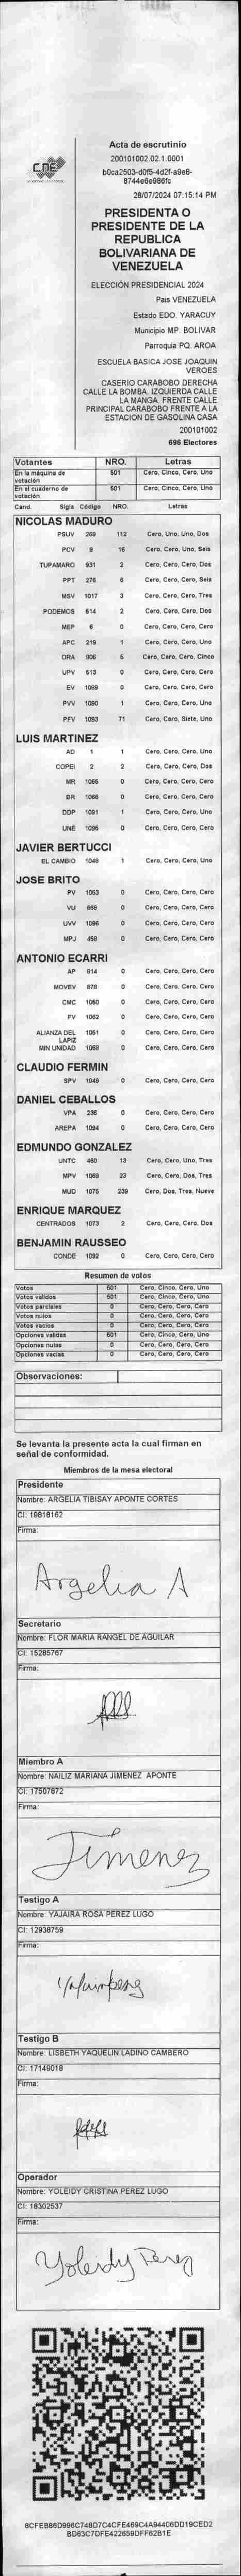 CNE
Acta de escrutinio
200101002.02.1.0001
b0ca2503-d0f5-4d2f-a9e8-
8744e6e986fc
28/07/2024 07:15:14 PM
PRESIDENTA O
PRESIDENTE DE LA
REPUBLICA
BOLIVARIANA DE
VENEZUELA
ELECCIÓN PRESIDENCIAL 2024
Pais VENEZUELA
Estado EDO. YARACUY
Municipio MP. BOLIVAR
Parroquia PQ. AROA
ESCUELA BASICA JOSE JOAQUIN
VEROES
CASERIO CARABOBO DERECHA
CALLE LA BOMBA. IZQUIERDA CALLE
LA MANGA. FRENTE CALLE
PRINCIPAL CARABOBO FRENTE A LA
ESTACION DE GASOLINA CASA
200101002
696 Electores
Votantes NRO. Letras
En la máquina de votación 501 Cero, Cinco, Cero, Uno
En el cuaderno de votación 501 Cero, Cinco, Cero, Uno
Cand. Sigla Código NRO. Letras
NICOLAS MADURO
PSUV 269 112 Cero, Uno, Uno, Dos
PCV 9 16 Cero, Cero, Uno, Seis
TUPAMARO 931 2 Cero, Cero, Cero, Dos
PPT 276 6 Cero, Cero, Cero, Seis
MSV 1017 3 Cero, Cero, Cero, Tres
PODEMOS 514 2 Cero, Cero, Cero, Dos
MEP 6 0 Cero, Cero, Cero, Cero
APC 219 1 Cero, Cero, Cero, Uno
ORA 906 5 Cero, Cero, Cero, Cinco
UPV 513 0 Cero, Cero, Cero, Cero
EV 1089 0 Cero, Cero, Cero, Cero
PVV 1090 1 Cero, Cero, Cero, Uno
PFV 1093 71 Cero, Cero, Siete, Uno
LUIS MARTINEZ
AD 1 1 Cero, Cero, Cero, Uno
COPEI 2 2 Cero, Cero, Cero, Dos
MR 1065 0 Cero, Cero, Cero, Cero
BR 1068 0 Cero, Cero, Cero, Cero
DDP 1091 1 Cero, Cero, Cero, Uno
UNE 1095 0 Cero, Cero, Cero, Cero
JAVIER BERTUCCI
EL CAMBIO 1049 1 Cero, Cero, Cero, Uno
JOSE BRITO
PV 1053 0 Cero, Cero, Cero, Cero
VU 868 0 Cero, Cero, Cero, Cero
UVV 1096 0 Cero, Cero, Cero, Cero
MPJ 459 0 Cero, Cero, Cero, Cero
ANTONIO ECARRI
AP 914 0 Cero, Cero, Cero, Cero
MOVEV 878 0 Cero, Cero, Cero, Cero
CMC 1050 0 Cero, Cero, Cero, Cero
FV 1062 0 Cero, Cero, Cero, Cero
ALIANZA DEL LAPIZ 1051 0 Cero, Cero, Cero, Cero
MIN UNIDAD 1069 0 Cero, Cero, Cero, Cero
CLAUDIO FERMIN
SPV 1049 0 Cero, Cero, Cero, Cero
DANIEL CEBALLOS
VPA 236 0 Cero, Cero, Cero, Cero
AREPA 1094 0 Cero, Cero, Cero, Cero
EDMUNDO GONZALEZ
UNTC 460 13 Cero, Cero, Uno, Tres
MPV 1069 23 Cero, Cero, Dos, Tres
MUD 1075 239 Cero, Dos, Tres, Nueve
ENRIQUE MARQUEZ
CENTRADOS 1073 2 Cero, Cero, Cero, Dos
BENJAMIN RAUSSEO
CONDE 1092 0 Cero, Cero, Cero, Cero
Resumen de votos
Votos 501 Cero, Cinco, Cero, Uno
Votos validos 501 Cero, Cinco, Cero, Uno
Votos parciales 0 Cero, Cero, Cero, Cero
Votos nulos 0 Cero, Cero, Cero, Cero
Votos vacios 0 Cero, Cero, Cero, Cero
Opciones validas 501 Cero, Cinco, Cero, Uno
Opciones nulas 0 Cero, Cero, Cero, Cero
Opciones vacias 0 Cero, Cero, Cero, Cero
Observaciones:
Se levanta la presente acta la cual firman en
señal de conformidad.
Miembros de la mesa electoral
Presidente
Nombre: ARGELIA TIBISAY APONTE CORTES
CI: 19818162
Firma:
Argelia A
Secretario
Nombre: FLOR MARIA RANGEL DE AGUILAR
CI: 15285767
Firma:
Miembro A
Nombre: NAILIZ MARIANA JIMENEZ APONTE
CI: 17507872
Firma:
Jimenez
Testigo A
Nombre: YAJAIRA ROSA PEREZ LUGO
CI: 12938759
Firma:
Testigo B
Nombre: LISBETH YAQUELIN LADINO CAMBERO
CI: 17149018
Firma:
Operador
Nombre: YOLEIDY CRISTINA PEREZ LUGO
CI: 18302537
Firma:
Yoleidy Perez
8CFEB86D996C748D7C4CFE469C4A94406DD19CED2
BD63C7DFE422659DFF62B1E